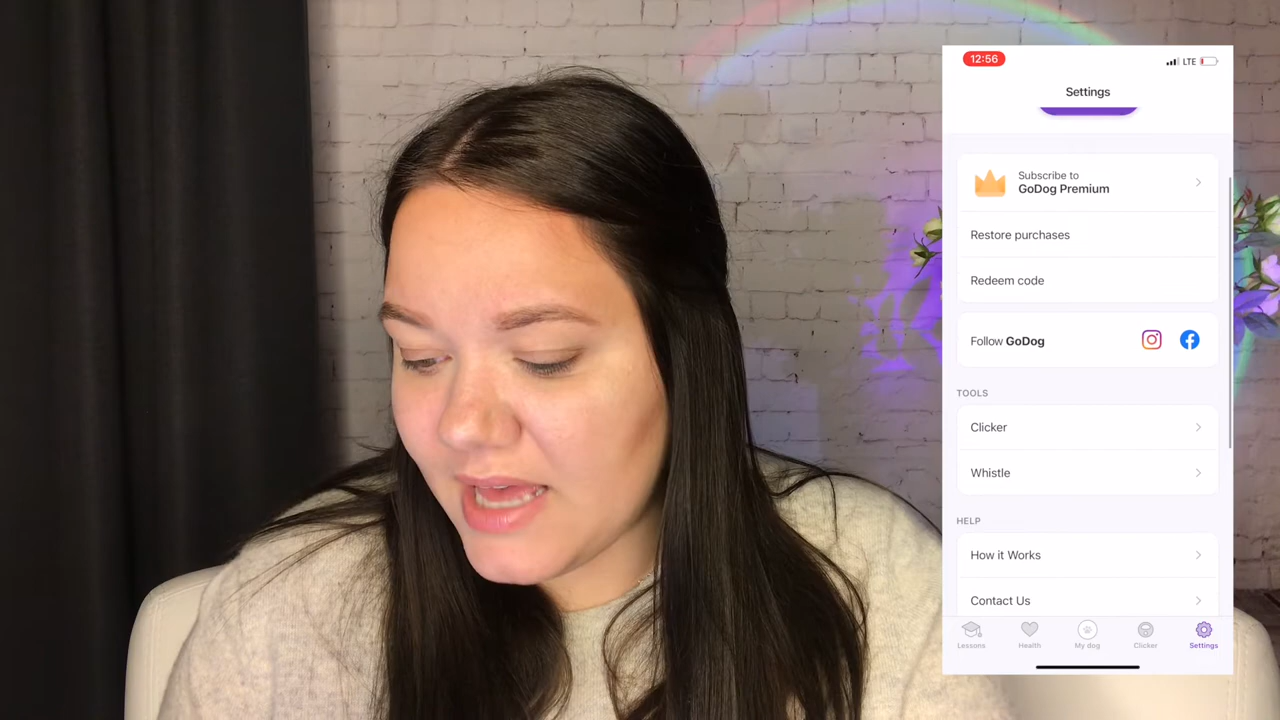 12:56
LTE
Settings
Subscribe to
GoDog Premium
Restore purchases
Redeem code
Follow GoDog
TOOLS
Clicker
Whistle
HELP
How it Works
Contact Us
Lessons
Health
My dog
Clicker
Settings